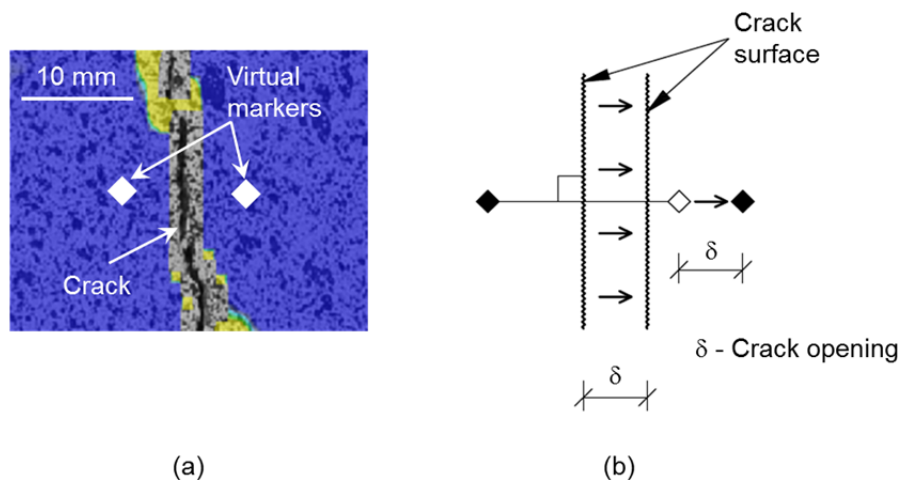 10 mm
Virtual
markers
Crack
(a)
Crack
surface
δ
δ - Crack opening
δ
(b)